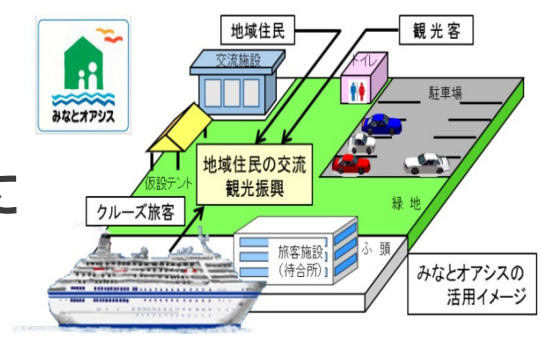 地域住民
観光客
交流施設
トイレ
みなとオアシス
駐車場
仮設テント
地域住民の交流
観光振興
クルーズ旅客
緑地
旅客施設
(待合所)
ふ頭
みなとオアシスの
活用イメージ